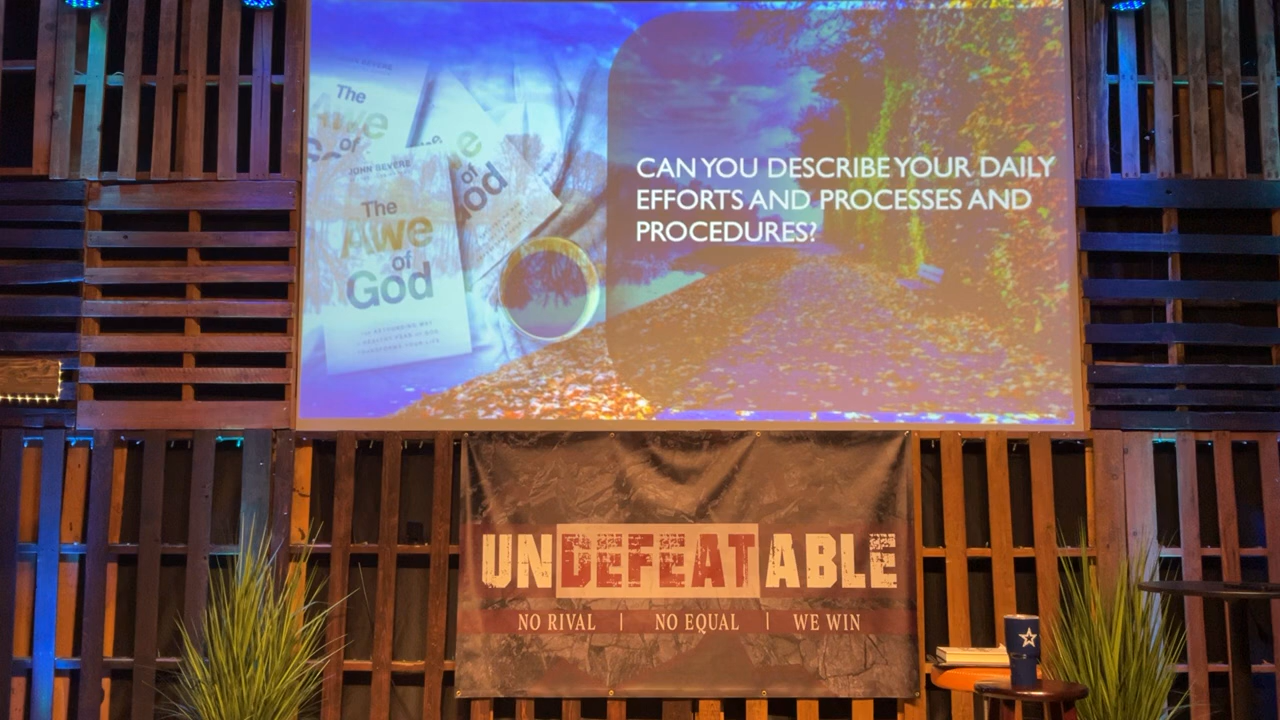 The
Awe
of
JOHN BEVERE
The
Awe
of
God
of
God
CAN YOU DESCRIBE YOUR DAILY
EFFORTS AND PROCESSES AND
PROCEDURES?
UNDEFEATABLE
NO RIVAL | NO EQUAL | WE WIN